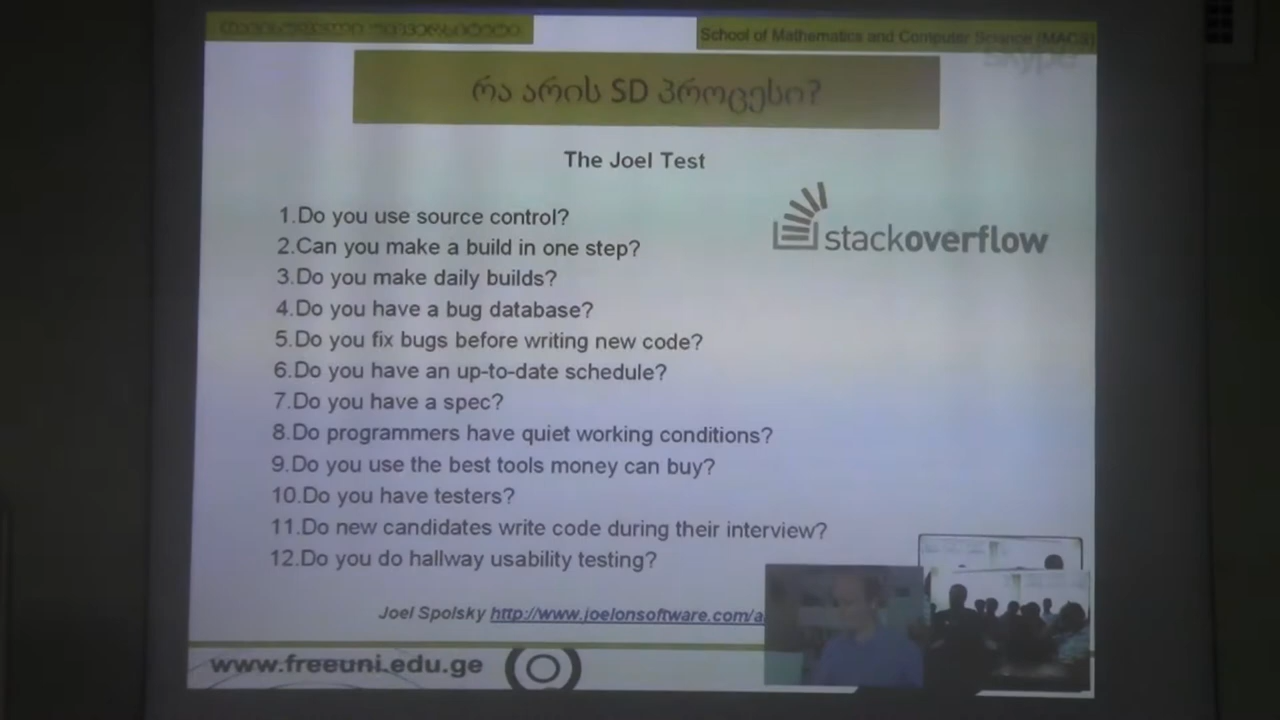 თავისუფალი უნივერსიტეტი
School of Mathematics and Computer Science (MACS)
skype
რა არის SD პროცესი?
The Joel Test
1.Do you use source control?
2.Can you make a build in one step?
3.Do you make daily builds?
4.Do you have a bug database?
5.Do you fix bugs before writing new code?
6.Do you have an up-to-date schedule?
7.Do you have a spec?
8.Do programmers have quiet working conditions?
9.Do you use the best tools money can buy?
10.Do you have testers?
11.Do new candidates write code during their interview?
12.Do you do hallway usability testing?
stackoverflow
Joel Spolsky http://www.joelonsoftware.com/a
www.freeuni.edu.ge